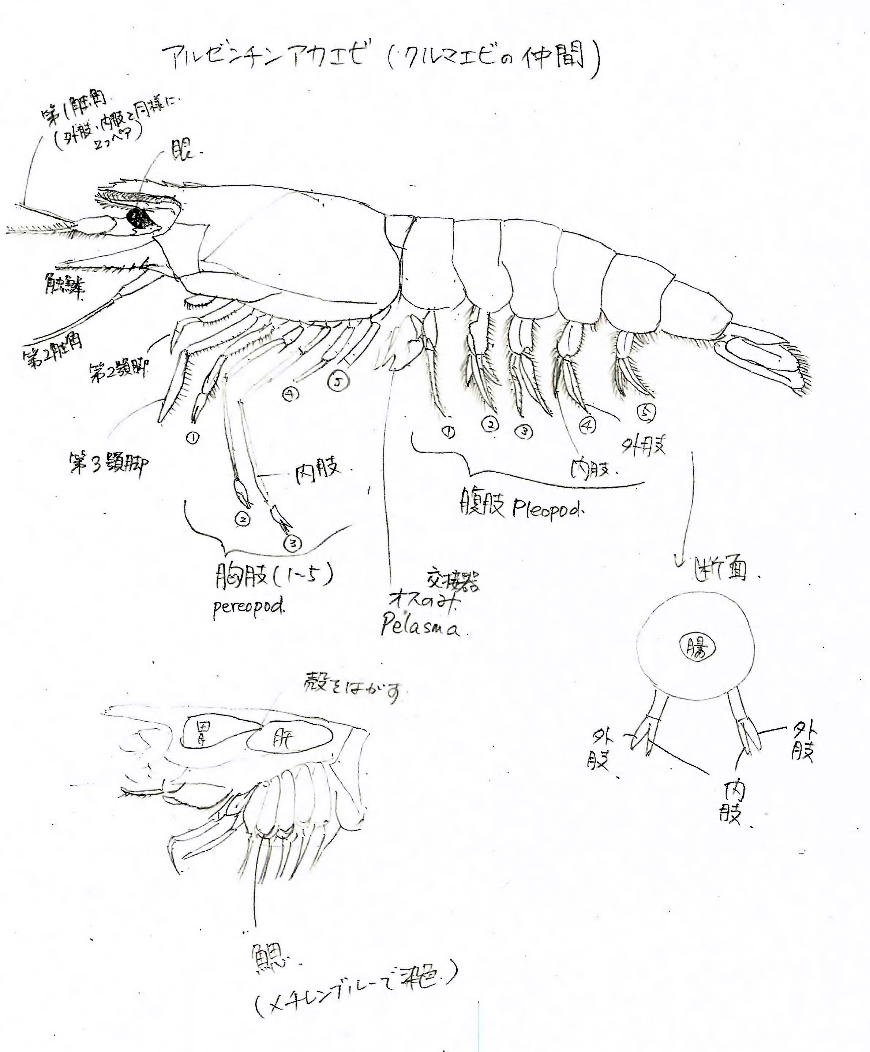 アルゼンチンアカエビ(クルマエビの仲間)
第1触角
(外肢・内肢と同様に
2つペア)
眼.
触鱗
第2触角
第2顎脚
第3顎脚
①
②
③
④
⑤
内肢.
胸肢(1~5)
pereopod.
交接器
オスのみ.
Pelasma.
①
②
③
④
⑤
外肢
内肢.
腹肢 Pleopod.
断面.
腸
外
肢.
外
肢
内
肢.
殻をはがす
胃
肝
鰓.
(メチレンブルーで染色.)